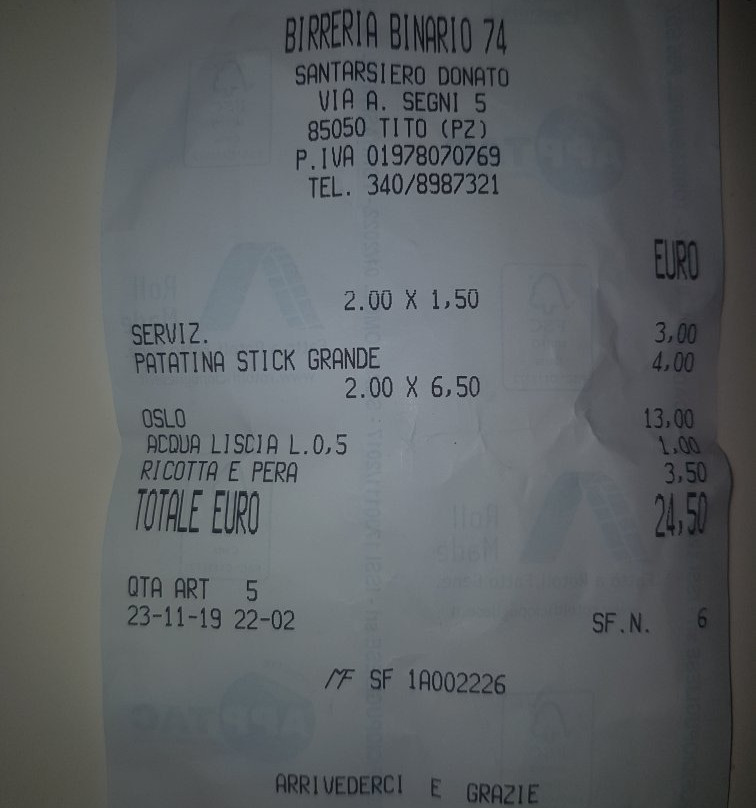 BIRRERIA BINARIO 74
SANTARSIERO DONATO
VIA A. SEGNI 5
85050 TITO (PZ)
P.IVA 01978070769
TEL. 340/8987321
EURO
2.00 X 1,50
SERVIZ. 3,00
PATATINA STICK GRANDE 4,00
2.00 X 6,50
OSLO 13,00
ACQUA LISCIA L.0,5 1,00
RICOTTA E PERA 3,50
TOTALE EURO 24,50
QTA ART 5
23-11-19 22-02 SF.N. 6
MF SF 1A002226
ARRIVEDERCI E GRAZIE